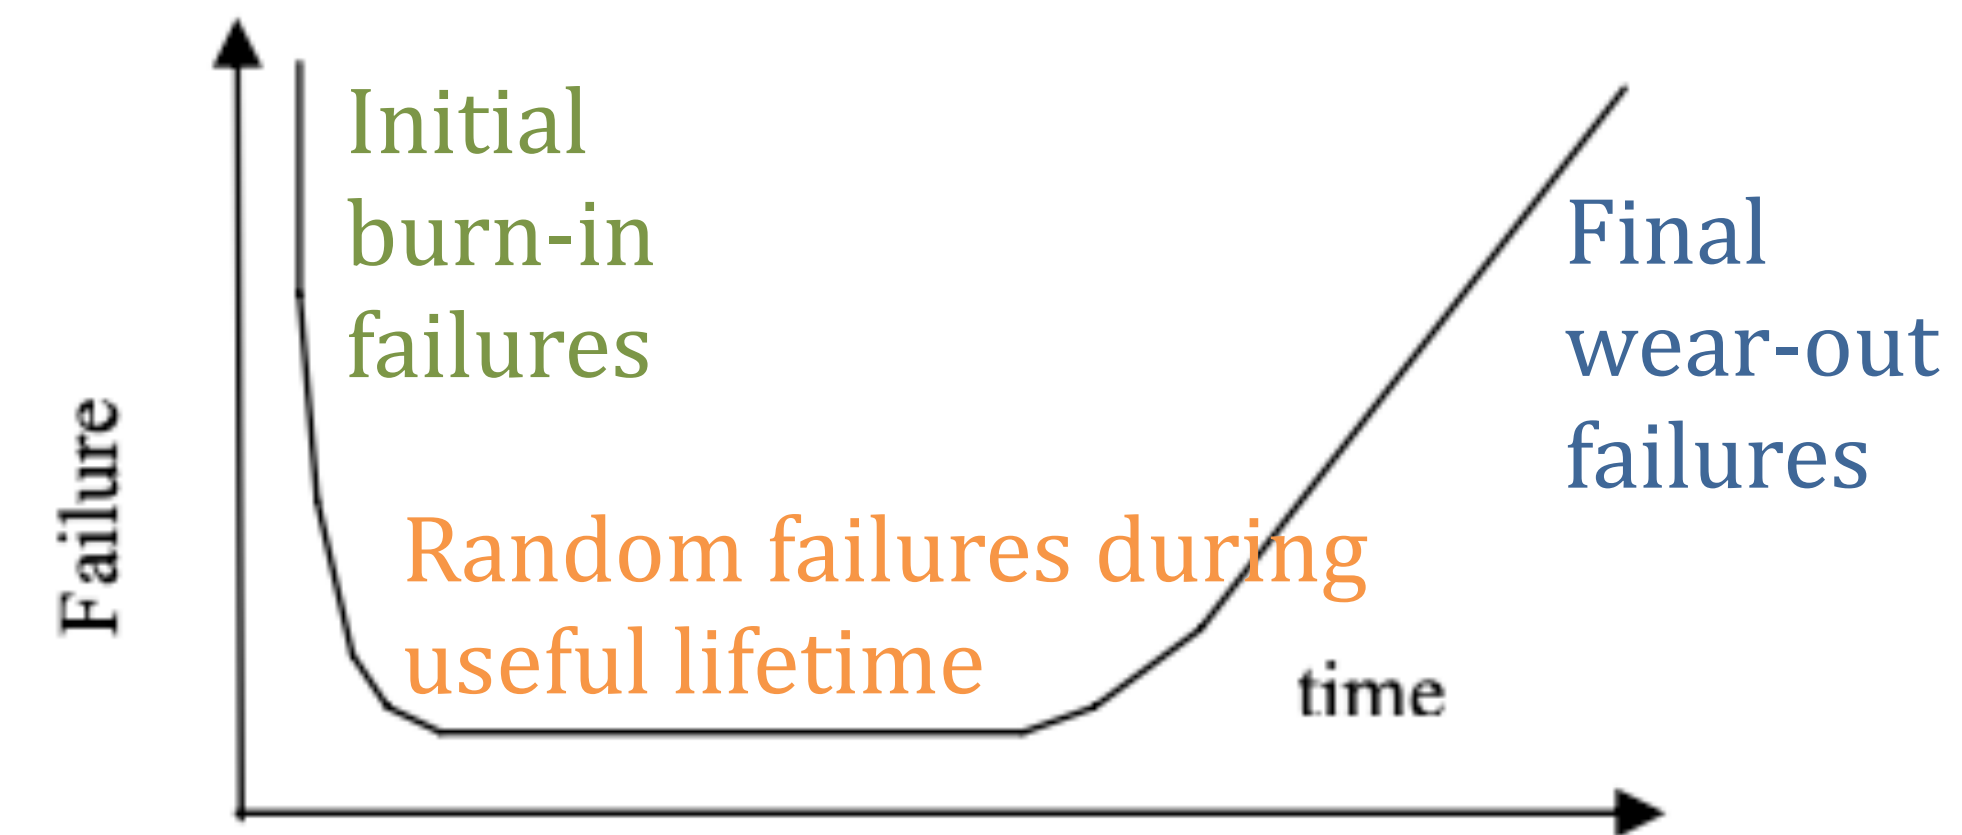 Initial
burn-in
failures
Final
wear-out
failures
Failure
Random failures during
useful lifetime
time